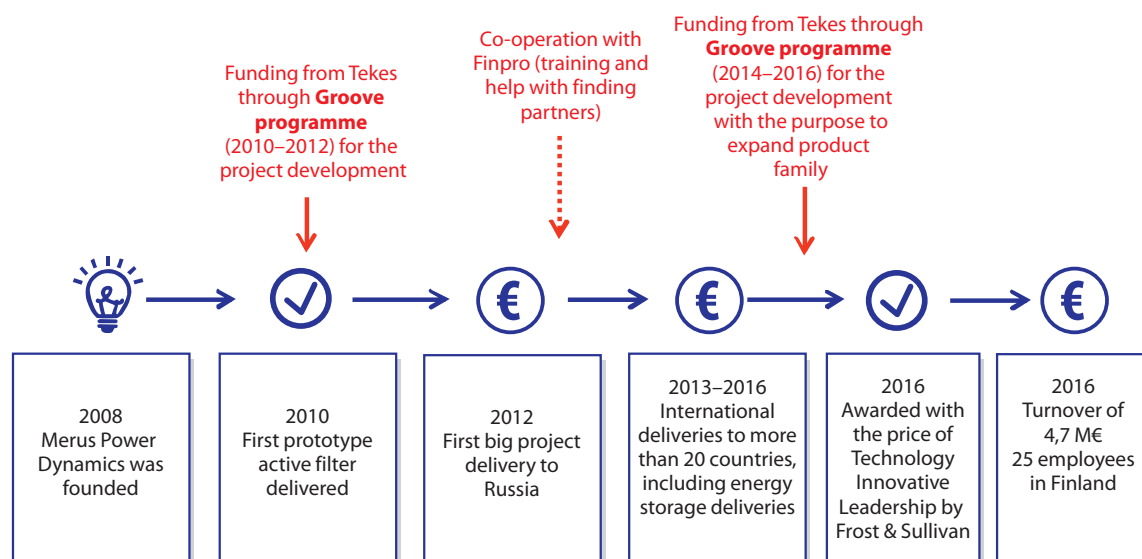 Funding from Tekes
through Groove
programme
(2010–2012) for the
project development
Co-operation with
Finpro (training and
help with finding
partners)
Funding from Tekes through
Groove programme
(2014–2016) for the
project development
with the purpose to
expand product
family
€
€
€
2008
Merus Power
Dynamics was
founded
2010
First prototype
active filter
delivered
2012
First big project
delivery to
Russia
2013–2016
International
deliveries to more
than 20 countries,
including energy
storage deliveries
2016
Awarded with
the price of
Technology
Innovative
Leadership by
Frost & Sullivan
2016
Turnover of
4,7 M€
25 employees
in Finland